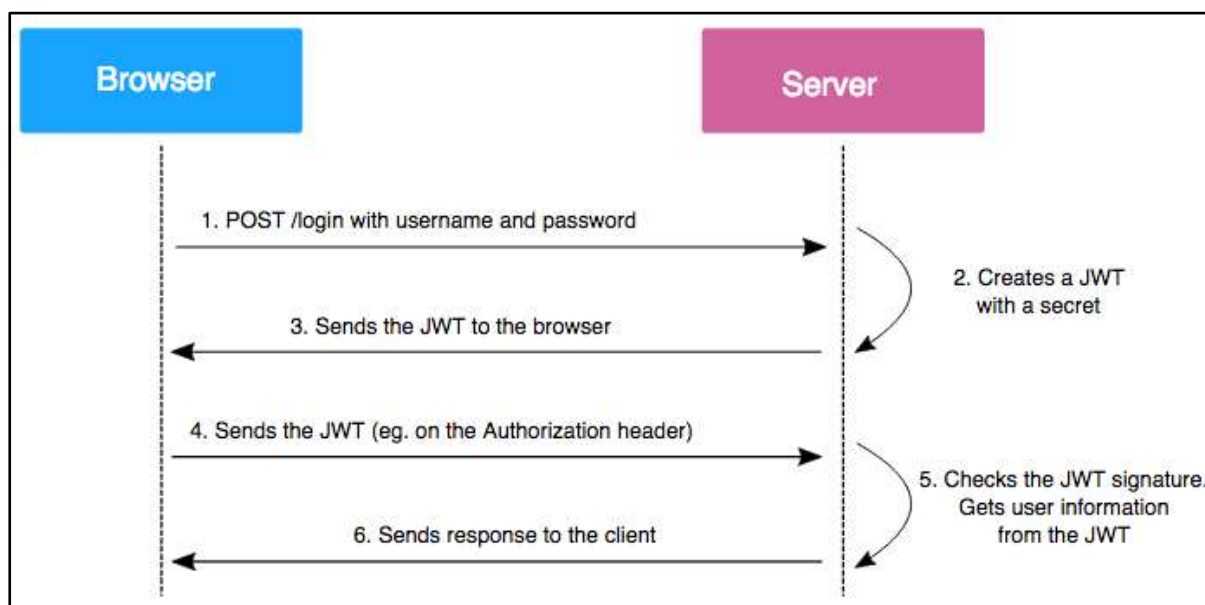 Browser
Server
1. POST /login with username and password
2. Creates a JWT
with a secret
3. Sends the JWT to the browser
4. Sends the JWT (eg. on the Authorization header)
5. Checks the JWT signature.
Gets user information
from the JWT
6. Sends response to the client